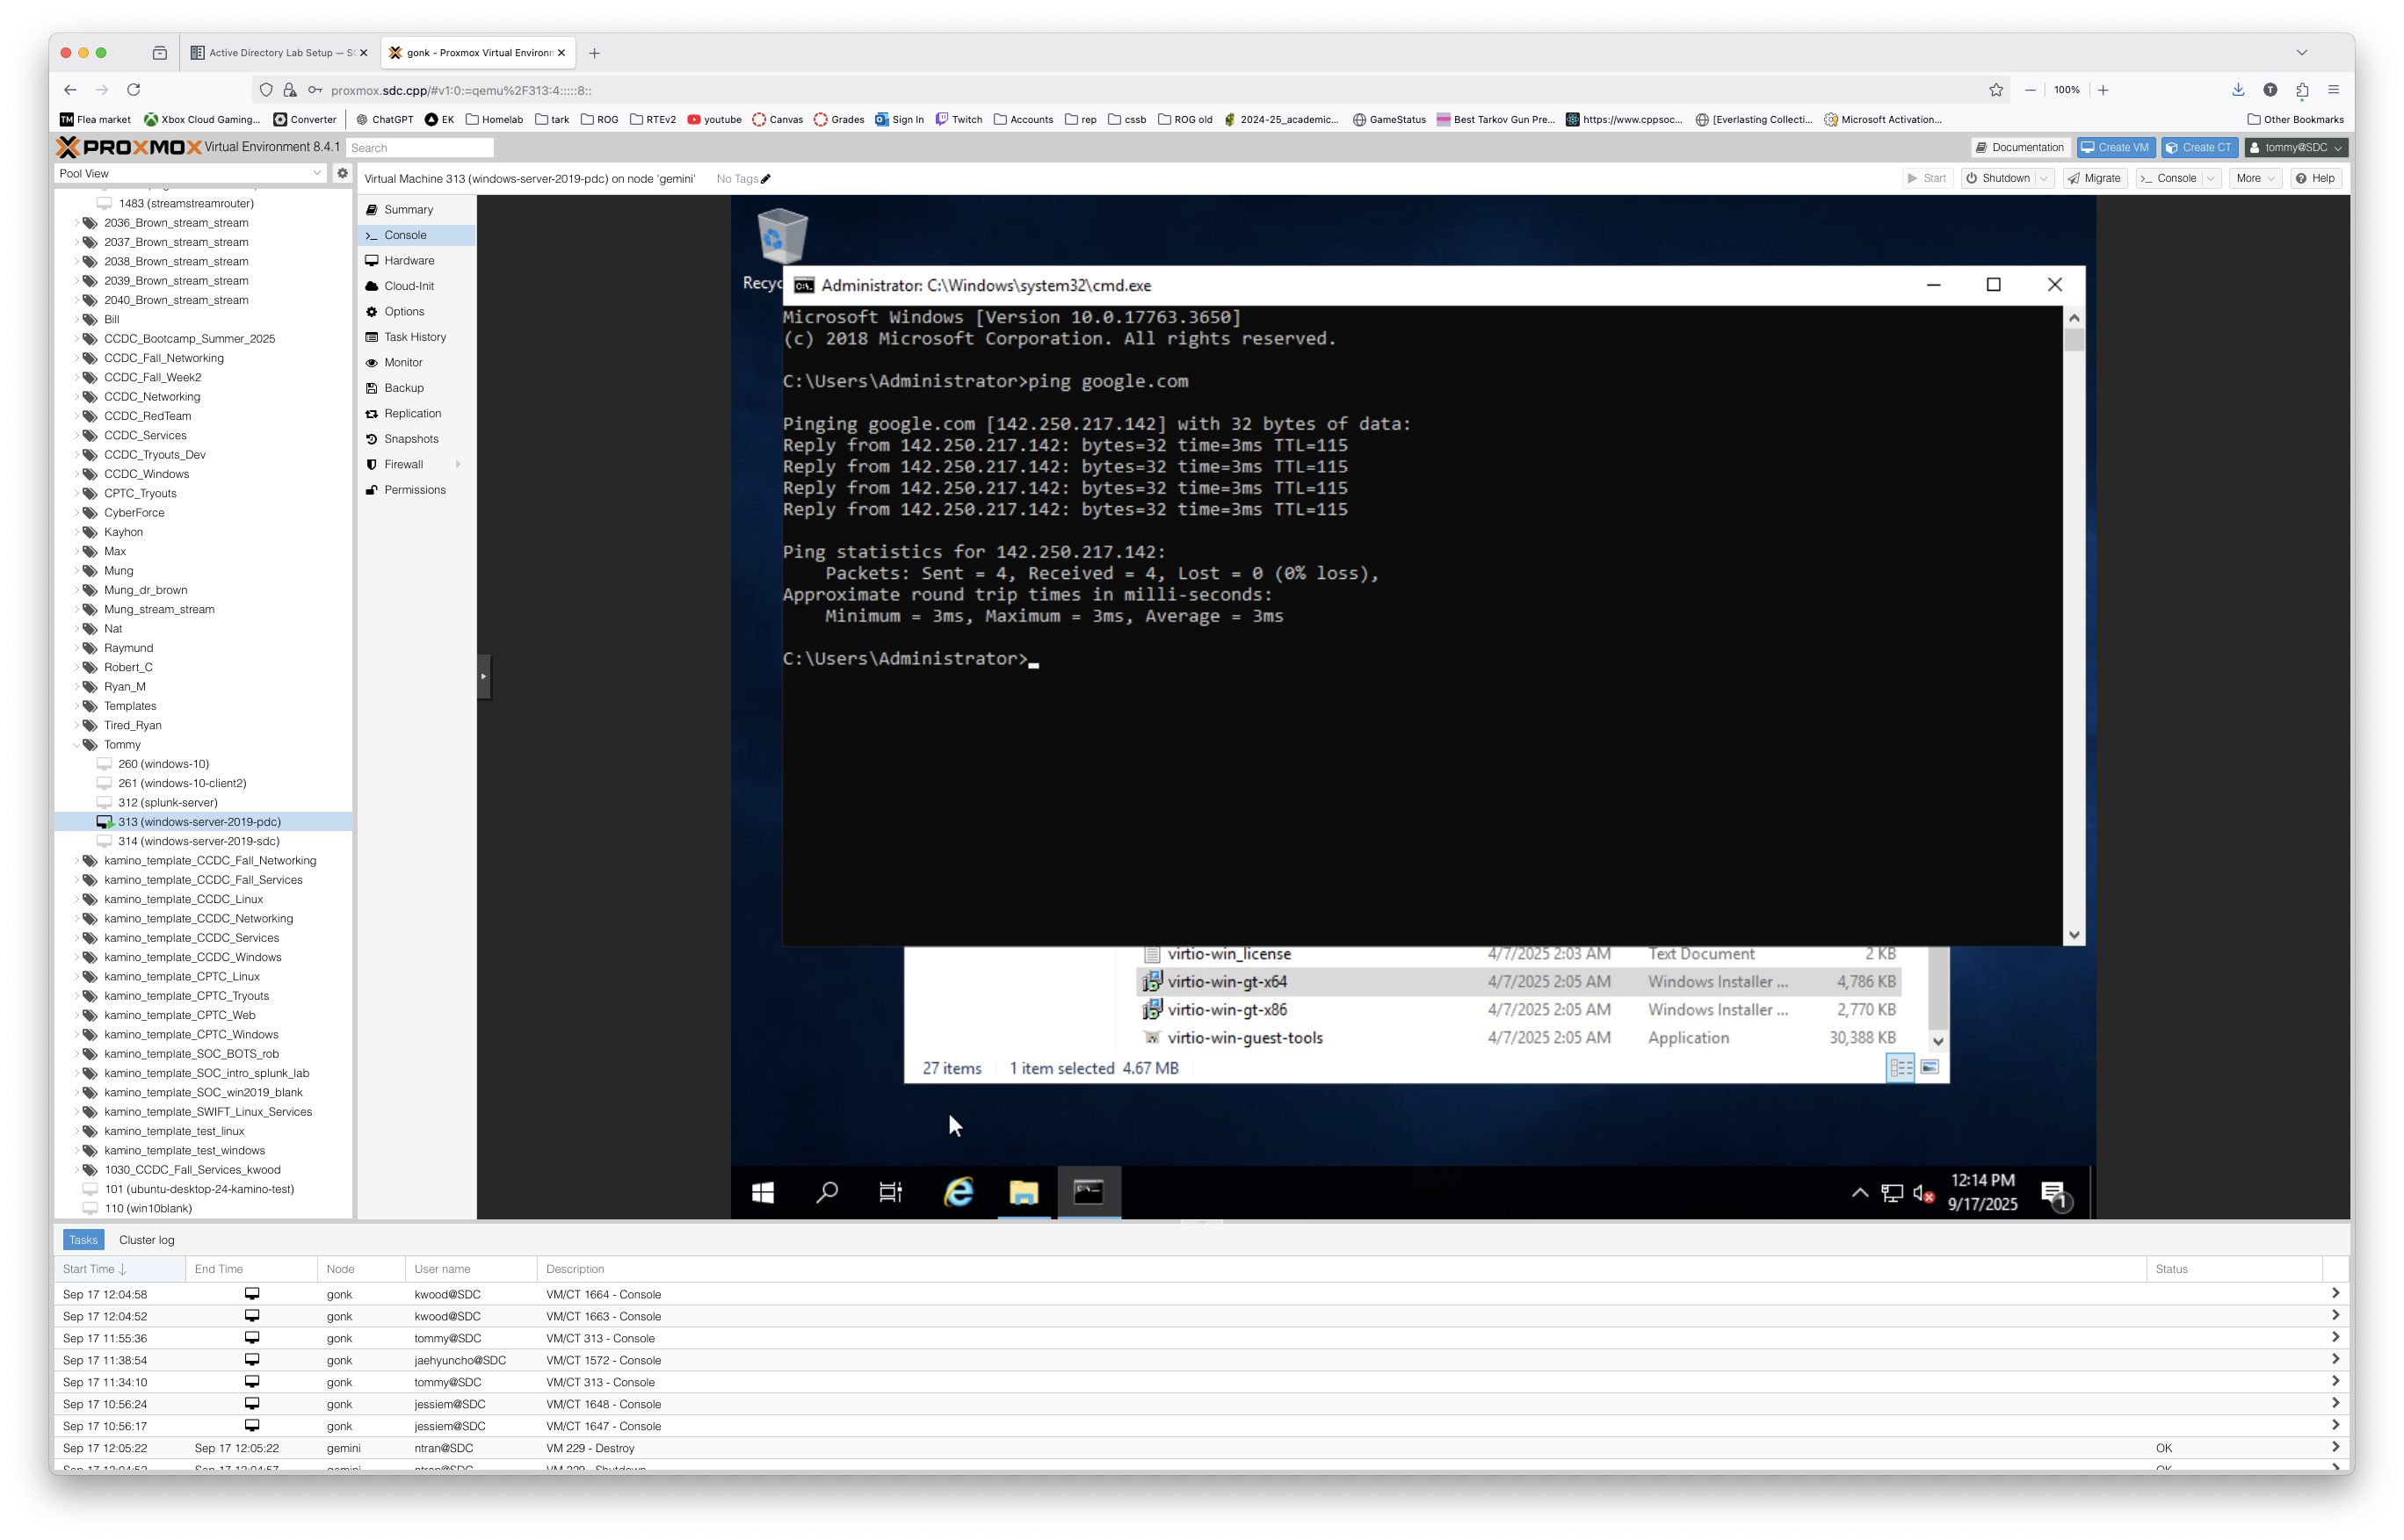 Active Directory Lab Setup — S
gonk - Proxmox Virtual Environ
proxmox.sdc.cpp/#v1:0:=qemu%2F313:4:::::8::
100%
T
Flea market
Xbox Cloud Gaming...
Converter
ChatGPT
EK
Homelab
tark
ROG
RTEv2
youtube
Canvas
Grades
Sign In
Twitch
Accounts
rep
cssb
ROG old
2024-25_academic...
GameStatus
Best Tarkov Gun Pre...
https://www.cppsoc...
[Everlasting Collecti...
Microsoft Activation...
Other Bookmarks
PROXMOX Virtual Environment 8.4.1
Search
Documentation
Create VM
Create CT
tommy@SDC
Pool View
Virtual Machine 313 (windows-server-2019-pdc) on node 'gemini'
No Tags
Start
Shutdown
Migrate
Console
More
Help
1483 (streamstreamrouter)
2036_Brown_stream_stream
2037_Brown_stream_stream
2038_Brown_stream_stream
2039_Brown_stream_stream
2040_Brown_stream_stream
Bill
CCDC_Bootcamp_Summer_2025
CCDC_Fall_Networking
CCDC_Fall_Week2
CCDC_Networking
CCDC_RedTeam
CCDC_Services
CCDC_Tryouts_Dev
CCDC_Windows
CPTC_Tryouts
CyberForce
Kayhon
Max
Mung
Mung_dr_brown
Mung_stream_stream
Nat
Raymund
Robert_C
Ryan_M
Templates
Tired_Ryan
Tommy
260 (windows-10)
261 (windows-10-client2)
312 (splunk-server)
313 (windows-server-2019-pdc)
314 (windows-server-2019-sdc)
kamino_template_CCDC_Fall_Networking
kamino_template_CCDC_Fall_Services
kamino_template_CCDC_Linux
kamino_template_CCDC_Networking
kamino_template_CCDC_Services
kamino_template_CCDC_Windows
kamino_template_CPTC_Linux
kamino_template_CPTC_Tryouts
kamino_template_CPTC_Web
kamino_template_CPTC_Windows
kamino_template_SOC_BOTS_rob
kamino_template_SOC_intro_splunk_lab
kamino_template_SOC_win2019_blank
kamino_template_SWIFT_Linux_Services
kamino_template_test_linux
kamino_template_test_windows
1030_CCDC_Fall_Services_kwood
101 (ubuntu-desktop-24-kamino-test)
110 (win10blank)
Summary
Console
Hardware
Cloud-Init
Options
Task History
Monitor
Backup
Replication
Snapshots
Firewall
Permissions
Recyc
Administrator: C:\Windows\system32\cmd.exe
Microsoft Windows [Version 10.0.17763.3650]
(c) 2018 Microsoft Corporation. All rights reserved.
C:\Users\Administrator>ping google.com
Pinging google.com [142.250.217.142] with 32 bytes of data:
Reply from 142.250.217.142: bytes=32 time=3ms TTL=115
Reply from 142.250.217.142: bytes=32 time=3ms TTL=115
Reply from 142.250.217.142: bytes=32 time=3ms TTL=115
Reply from 142.250.217.142: bytes=32 time=3ms TTL=115
Ping statistics for 142.250.217.142:
Packets: Sent = 4, Received = 4, Lost = 0 (0% loss),
Approximate round trip times in milli-seconds:
Minimum = 3ms, Maximum = 3ms, Average = 3ms
C:\Users\Administrator>
virtio-win_license 4/7/2025 2:03 AM Text Document 2 KB
virtio-win-gt-x64 4/7/2025 2:05 AM Windows Installer ... 4,786 KB
virtio-win-gt-x86 4/7/2025 2:05 AM Windows Installer ... 2,770 KB
virtio-win-guest-tools 4/7/2025 2:05 AM Application 30,388 KB
27 items 1 item selected 4.67 MB
12:14 PM
9/17/2025
1
Tasks
Cluster log
Start Time End Time Node User name Description Status
Sep 17 12:04:58 gonk kwood@SDC VM/CT 1664 - Console
Sep 17 12:04:52 gonk kwood@SDC VM/CT 1663 - Console
Sep 17 11:55:36 gonk tommy@SDC VM/CT 313 - Console
Sep 17 11:38:54 gonk jaehyuncho@SDC VM/CT 1572 - Console
Sep 17 11:34:10 gonk tommy@SDC VM/CT 313 - Console
Sep 17 10:56:24 gonk jessiem@SDC VM/CT 1648 - Console
Sep 17 10:56:17 gonk jessiem@SDC VM/CT 1647 - Console
Sep 17 12:05:22 Sep 17 12:05:22 gemini ntran@SDC VM 229 - Destroy OK